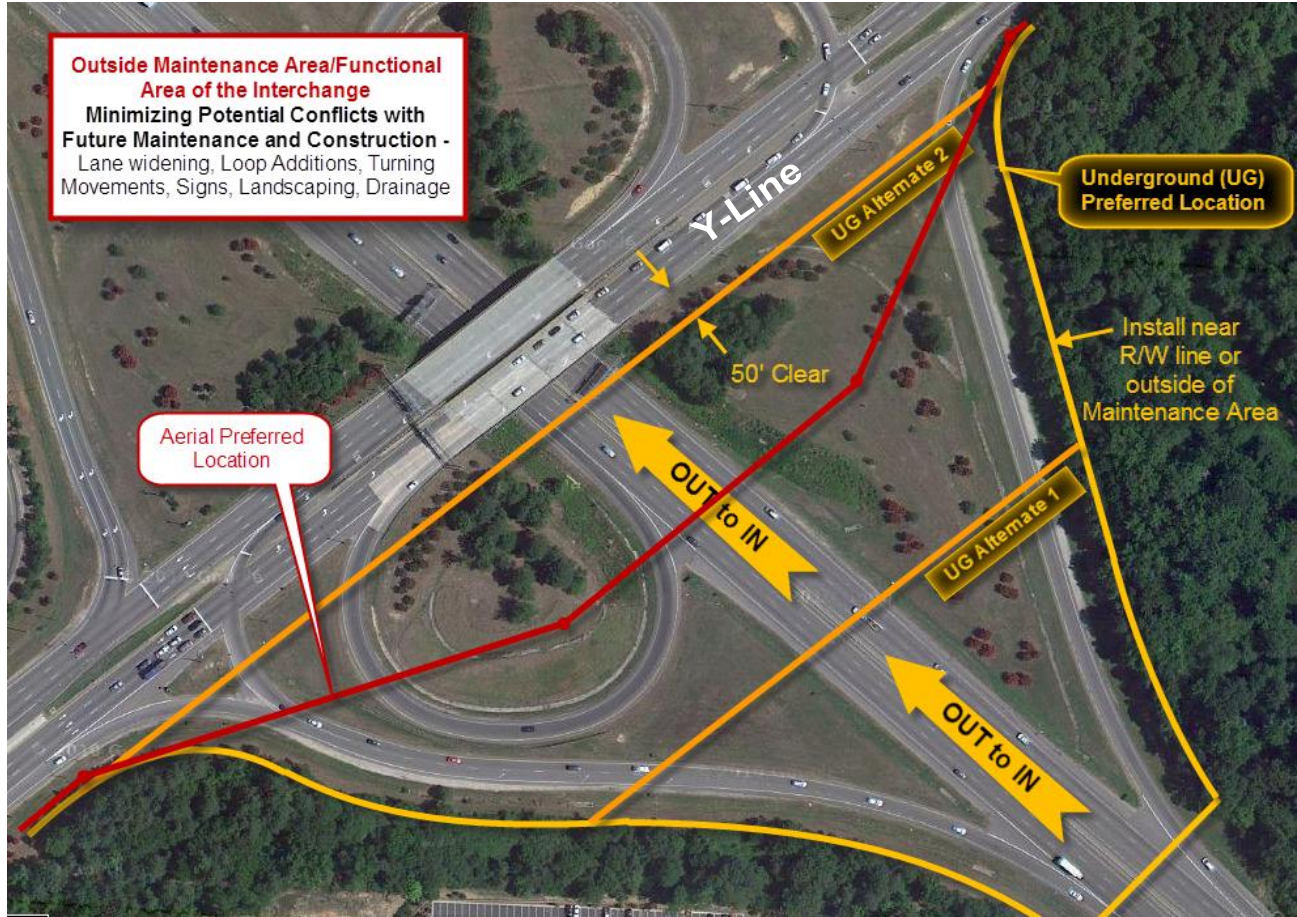 Outside Maintenance Area/Functional
Area of the Interchange
Minimizing Potential Conflicts with
Future Maintenance and Construction -
Lane widening, Loop Additions, Turning
Movements, Signs, Landscaping, Drainage
Y-Line
UG Alternate 2
Underground (UG)
Preferred Location
Install near
R/W line or
outside of
Maintenance Area
50' Clear
Aerial Preferred
Location
OUT to IN
UG Alternate 1
OUT to IN